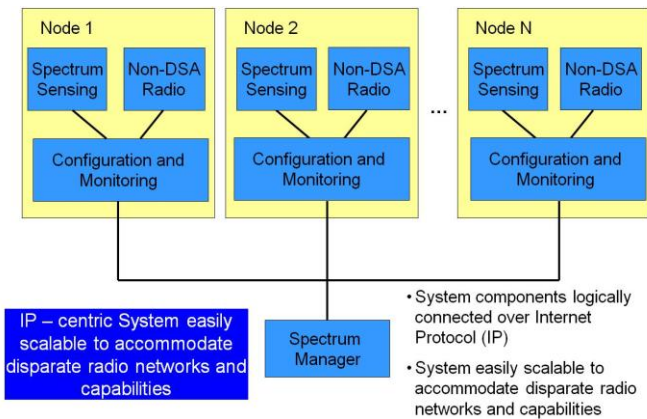 Node 1
Spectrum
Sensing
Non-DSA
Radio
Configuration and
Monitoring
Node 2
Spectrum
Sensing
Non-DSA
Radio
Configuration and
Monitoring
...
Node N
Spectrum
Sensing
Non-DSA
Radio
Configuration and
Monitoring
IP – centric System easily
scalable to accommodate
disparate radio networks and
capabilities
Spectrum
Manager
• System components logically
connected over Internet
Protocol (IP)
• System easily scalable to
accommodate disparate radio
networks and capabilities